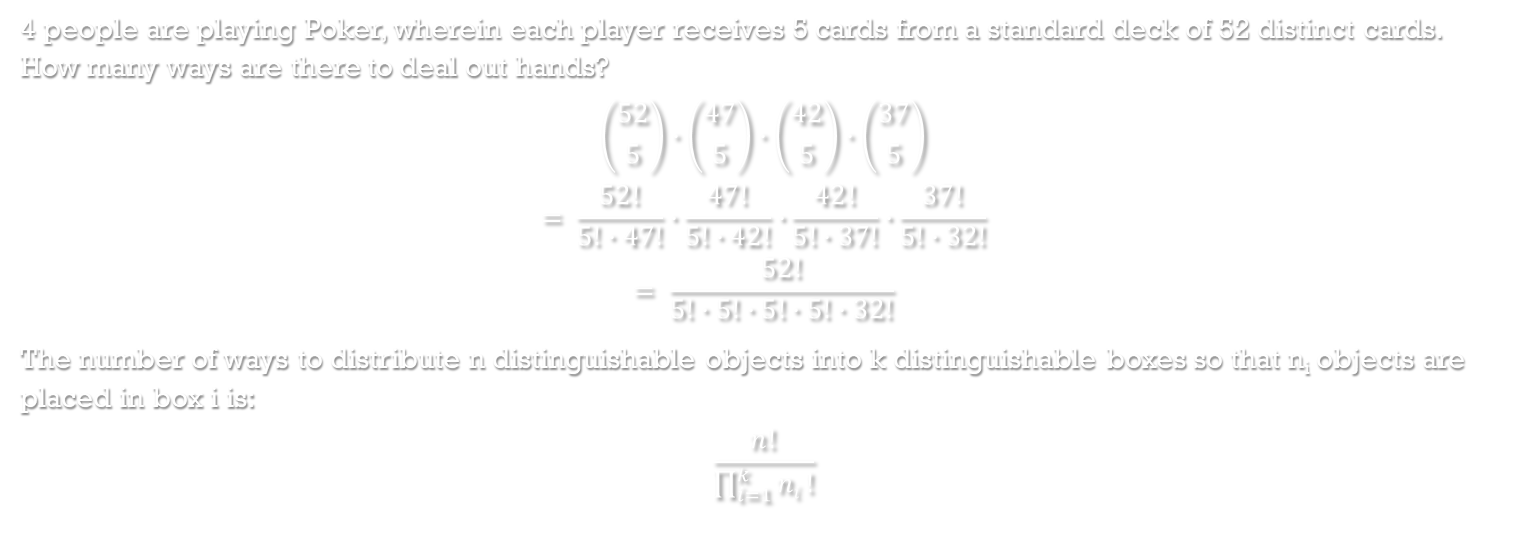 4 people are playing Poker, wherein each player receives 5 cards from a standard deck of 52 distinct cards.
How many ways are there to deal out hands?
(52 5) · (47 5) · (42 5) · (37 5)
= 52!/(5! · 47!) · 47!/(5! · 42!) · 42!/(5! · 37!) · 37!/(5! · 32!)
= 52!/(5! · 5! · 5! · 5! · 32!)
The number of ways to distribute n distinguishable objects into k distinguishable boxes so that nᵢ objects are
placed in box i is:
n!/(∏ᵢ₌₁ᵏ nᵢ!)